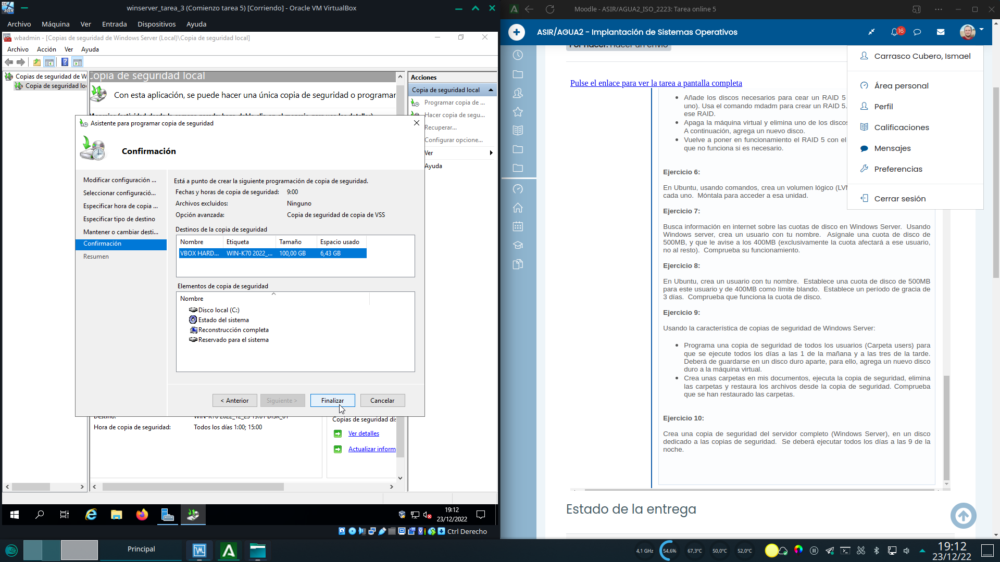 winserver_tarea_3 (Comienzo tarea 5) [Corriendo] - Oracle VM VirtualBox
Archivo Máquina Ver Entrada Dispositivos Ayuda
wbadmin - [Copias de seguridad de Windows Server (Local)\Copia de seguridad local]
Archivo Acción Ver Ayuda
Copias de seguridad de W
Copia de seguridad lo
Copia de seguridad local
Con esta aplicación, se puede hacer una única copia de seguridad o programar
Acciones
Copia de seguridad local
Programar copia de ...
Hacer copia de segu...
Recuperar...
Configurar opcione...
Ver
Ayuda
Asistente para programar copia de seguridad
Confirmación
Modificar configuración ...
Seleccionar configuració...
Especificar hora de copia ...
Especificar tipo de destino
Mantener o cambiar desti...
Confirmación
Resumen
Está a punto de crear la siguiente programación de copia de seguridad.
Fechas y horas de copia de seguridad: 9:00
Archivos excluidos: Ninguno
Opción avanzada: Copia de seguridad de copia de VSS
Destinos de la copia de seguridad
Nombre Etiqueta Tamaño Espacio usado
VBOX HARD... WIN-K70 2022_... 100,00 GB 6,43 GB
Elementos de copia de seguridad
Nombre
Disco local (C:)
Estado del sistema
Reconstrucción completa
Reservado para el sistema
< Anterior Siguiente > Finalizar Cancelar
Destino: WIN-K70 2022_12_23 19:01 DISK_01
Hora de copia de seguridad: Todos los días 1:00; 15:00
Copias de seguridad dis
Ver detalles
Actualizar inform
19:12
23/12/2022
Ctrl Derecho
Principal
Moodle - ASIR/AGUA2_ISO_2223: Tarea online 5
ASIR/AGUA2 - Implantación de Sistemas Operativos
16
Por hacer: Hacer un envío
Carrasco Cubero, Ismael
Área personal
Perfil
Calificaciones
Mensajes
Preferencias
Cerrar sesión
Pulse el enlace para ver la tarea a pantalla completa
Añade los discos necesarios para cear un RAID 5
uno). Usa el comando mdadm para crear un RAID 5.
ese RAID.
Apaga la máquina virtual y elimina uno de los discos
A continuación, agrega un nuevo disco.
Vuelve a poner en funcionamiento el RAID 5 con el
que no funciona si es necesario.
Ejercicio 6:
En Ubuntu, usando comandos, crea un volumen lógico (LVM
cada uno. Móntala para acceder a esa unidad.
Ejercicio 7:
Busca información en internet sobre las cuotas de disco en Windows Server. Usando
Windows server, crea un usuario con tu nombre. Asígnale una cuota de disco de
500MB, y que le avise a los 400MB (exclusivamente la cuota afectará a ese usuario,
no al resto). Comprueba su funcionamiento.
Ejercicio 8:
En Ubuntu, crea un usuario con tu nombre. Establece una cuota de disco de 500MB
para este usuario y de 400MB como límite blando. Establece un período de gracia de
3 días. Comprueba que funciona la cuota de disco.
Ejercicio 9:
Usando la característica de copias de seguridad de Windows Server:
Programa una copia de seguridad de todos los usuarios (Carpeta users) para
que se ejecute todos los días a las 1 de la mañana y a las tres de la tarde.
Deberá de guardarse en un disco duro aparte, para ello, agrega un nuevo disco
duro a la máquina virtual.
Crea unas carpetas en mis documentos, ejecuta la copia de seguridad, elimina
las carpetas y restaura los archivos desde la copia de seguridad. Comprueba
que se han restaurado las carpetas.
Ejercicio 10:
Crea una copia de seguridad del servidor completo (Windows Server), en un disco
dedicado a las copias de seguridad. Se deberá ejecutar todos los días a las 9 de la
noche.
Estado de la entrega
4,1 GHz 54,6% 67,3°C 50,0°C 52,0°C
19:12
23/12/22